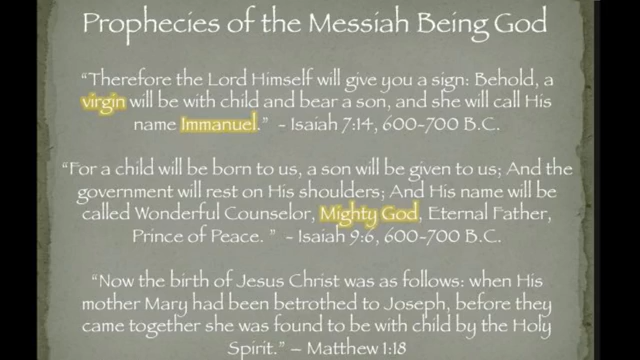 Prophecies of the Messiah Being God
“Therefore the Lord Himself will give you a sign: Behold, a
virgin will be with child and bear a son, and she will call His
name Immanuel.” - Isaiah 7:14, 600-700 B.C.
“For a child will be born to us, a son will be given to us; And the
government will rest on His shoulders; And His name will be
called Wonderful Counselor, Mighty God, Eternal Father,
Prince of Peace. ” - Isaiah 9:6, 600-700 B.C.
“Now the birth of Jesus Christ was as follows: when His
mother Mary had been betrothed to Joseph, before they
came together she was found to be with child by the Holy
Spirit.” – Matthew 1:18